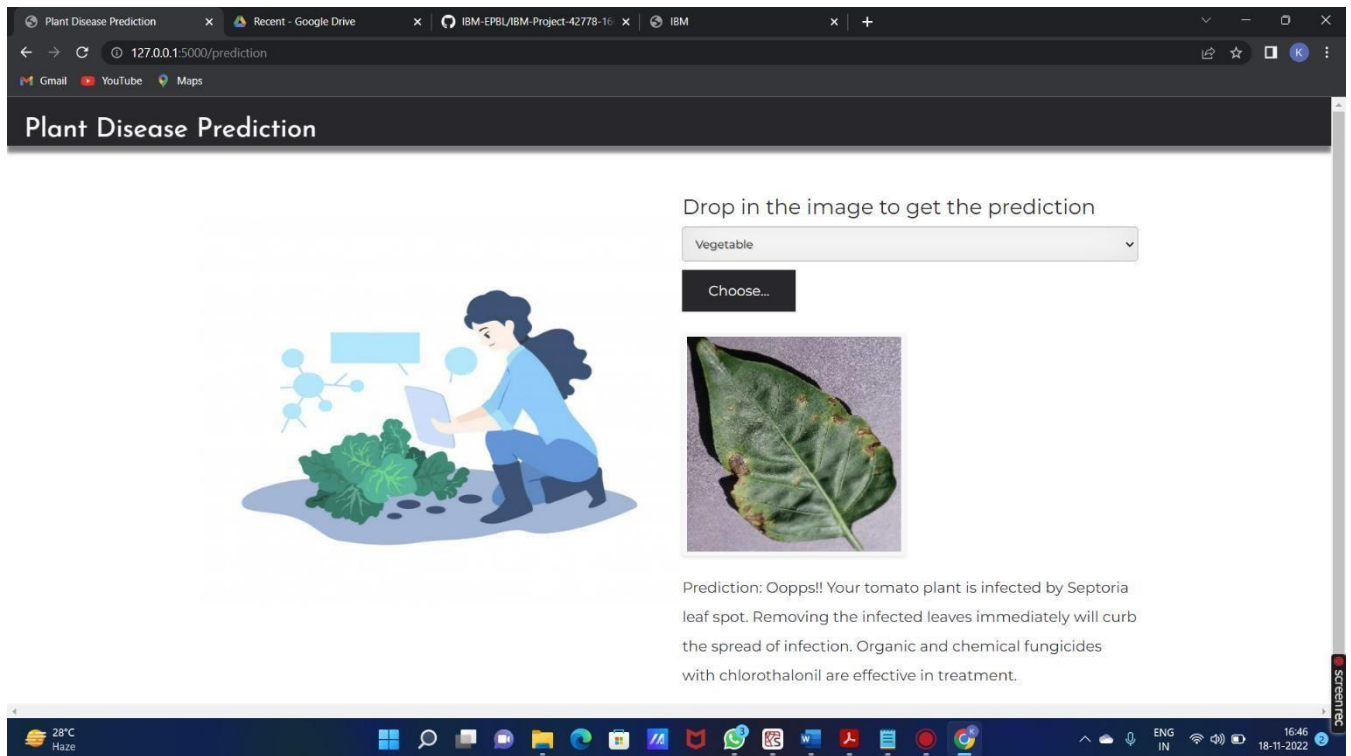 Plant Disease Prediction
Recent - Google Drive
IBM-EPBL/IBM-Project-42778-16
IBM
127.0.0.1:5000/prediction
K
Gmail
YouTube
Maps
Plant Disease Prediction
Drop in the image to get the prediction
Vegetable
Choose...
Prediction: Oopps!! Your tomato plant is infected by Septoria
leaf spot. Removing the infected leaves immediately will curb
the spread of infection. Organic and chemical fungicides
with chlorothalonil are effective in treatment.
screenrec
28°C
Haze
ENG
IN
16:46
18-11-2022
2